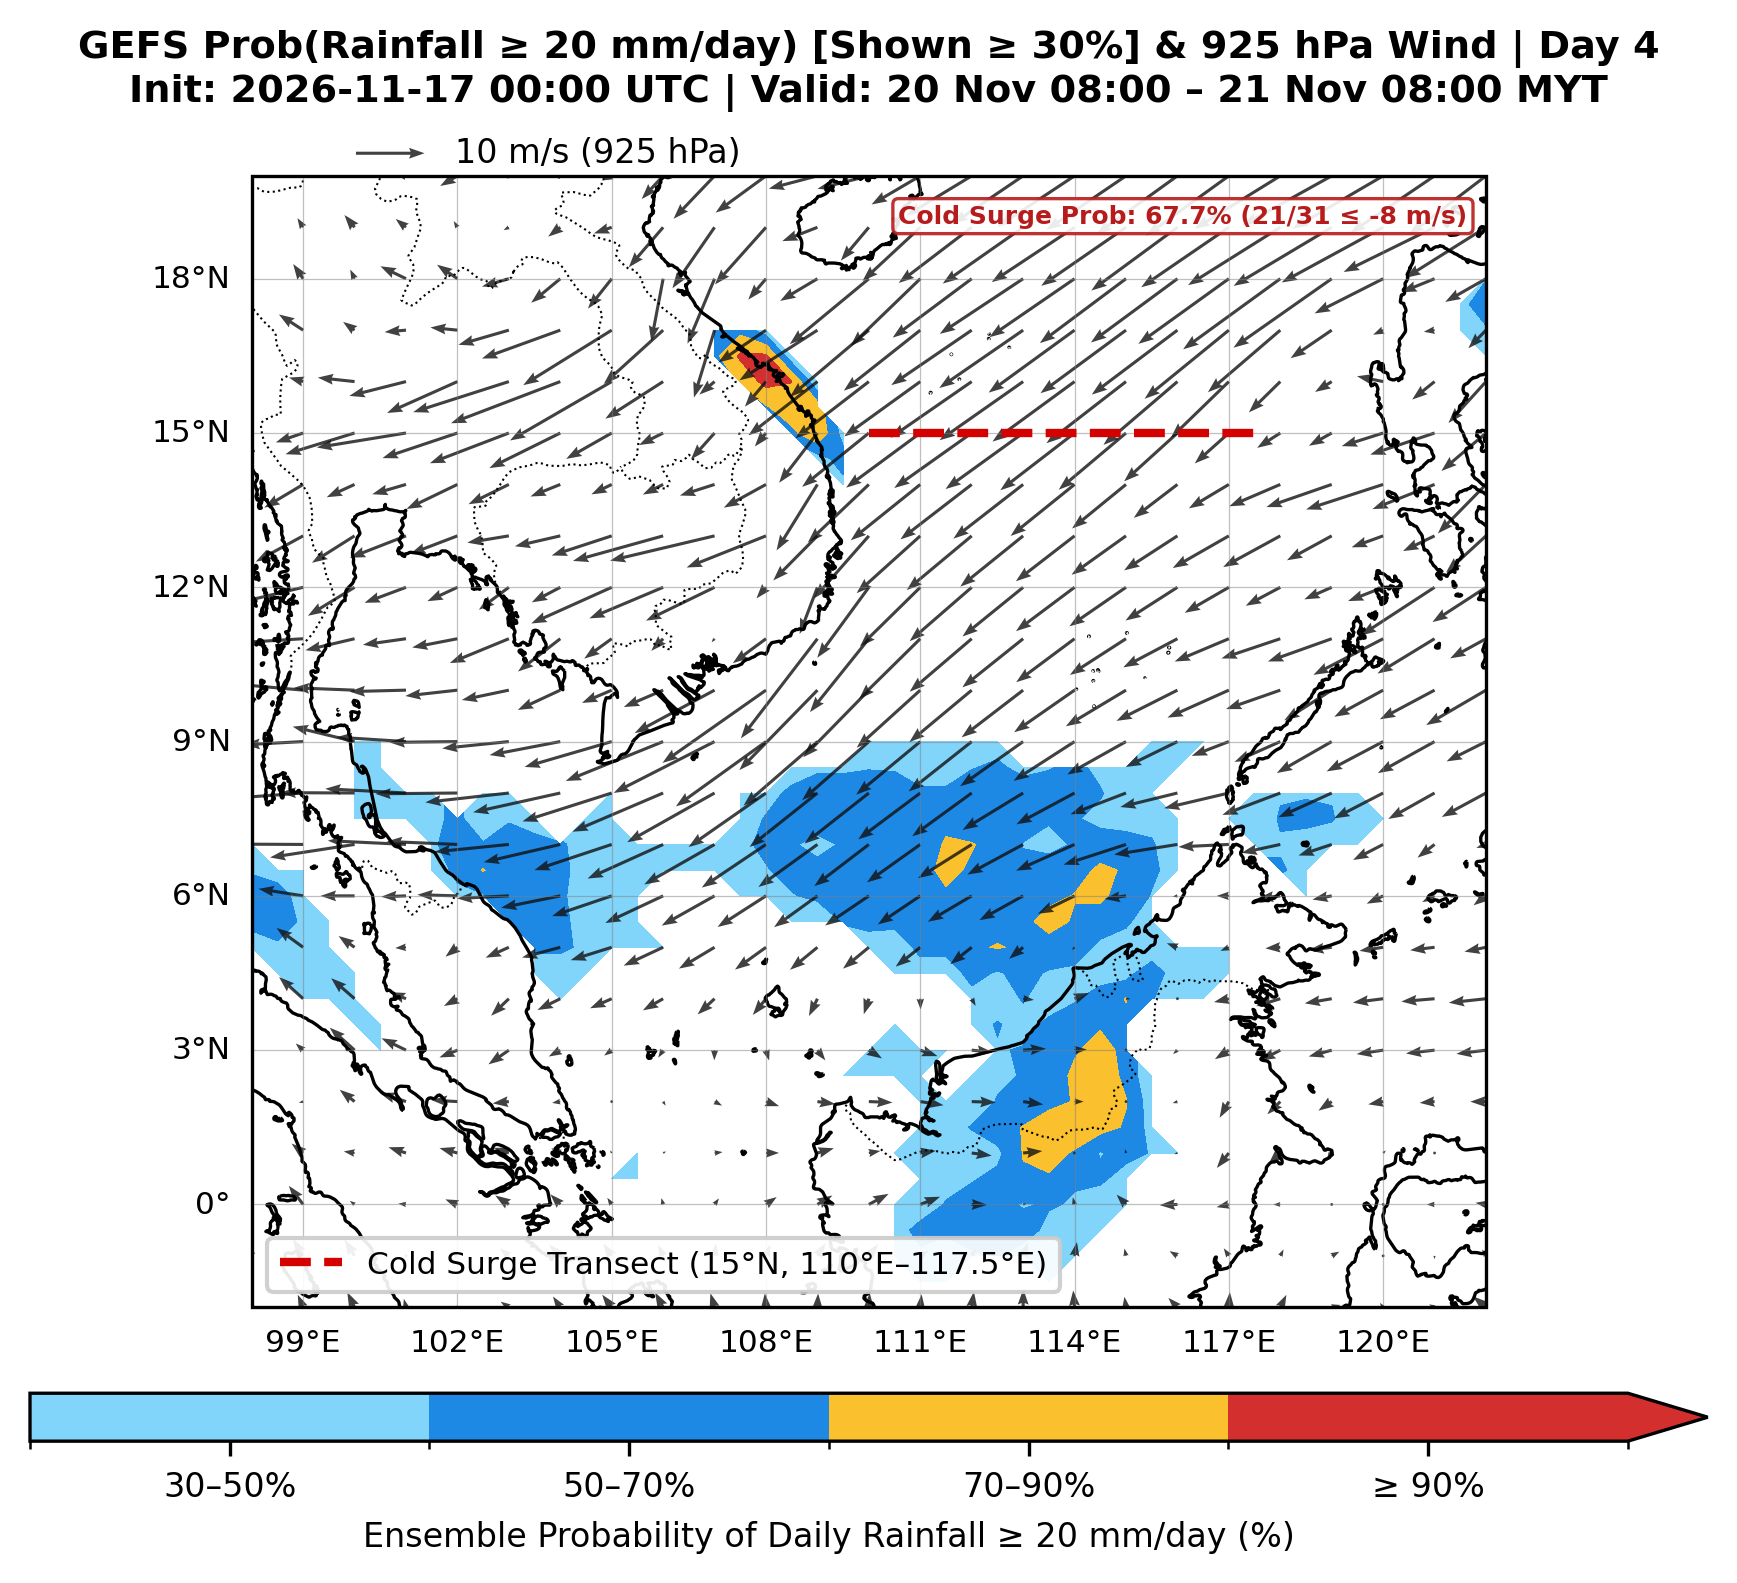 GEFS Prob(Rainfall ≥ 20 mm/day) [Shown ≥ 30%] & 925 hPa Wind | Day 4
Init: 2026-11-17 00:00 UTC | Valid: 20 Nov 08:00 – 21 Nov 08:00 MYT
10 m/s (925 hPa)
Cold Surge Prob: 67.7% (21/31 ≤ -8 m/s)
18°N
15°N
12°N
9°N
6°N
3°N
0°
Cold Surge Transect (15°N, 110°E–117.5°E)
99°E 102°E 105°E 108°E 111°E 114°E 117°E 120°E
30–50% 50–70% 70–90% ≥ 90%
Ensemble Probability of Daily Rainfall ≥ 20 mm/day (%)